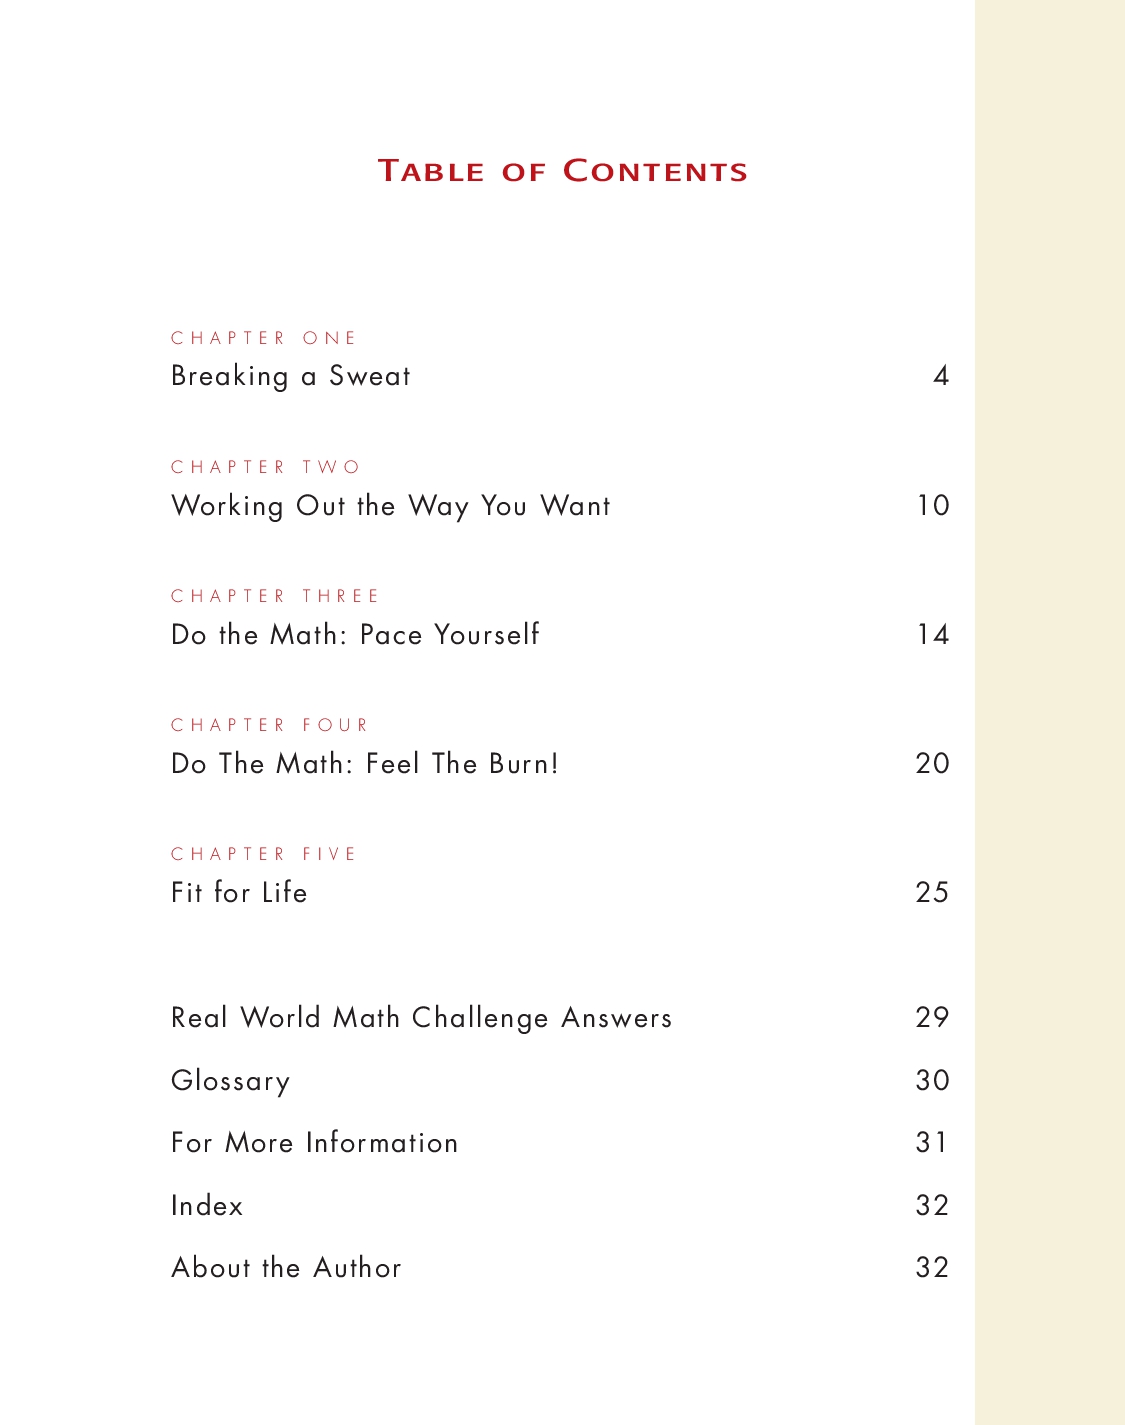 TABLE OF CONTENTS
CHAPTER ONE
Breaking a Sweat 4
CHAPTER TWO
Working Out the Way You Want 10
CHAPTER THREE
Do the Math: Pace Yourself 14
CHAPTER FOUR
Do The Math: Feel The Burn! 20
CHAPTER FIVE
Fit for Life 25
Real World Math Challenge Answers 29
Glossary 30
For More Information 31
Index 32
About the Author 32